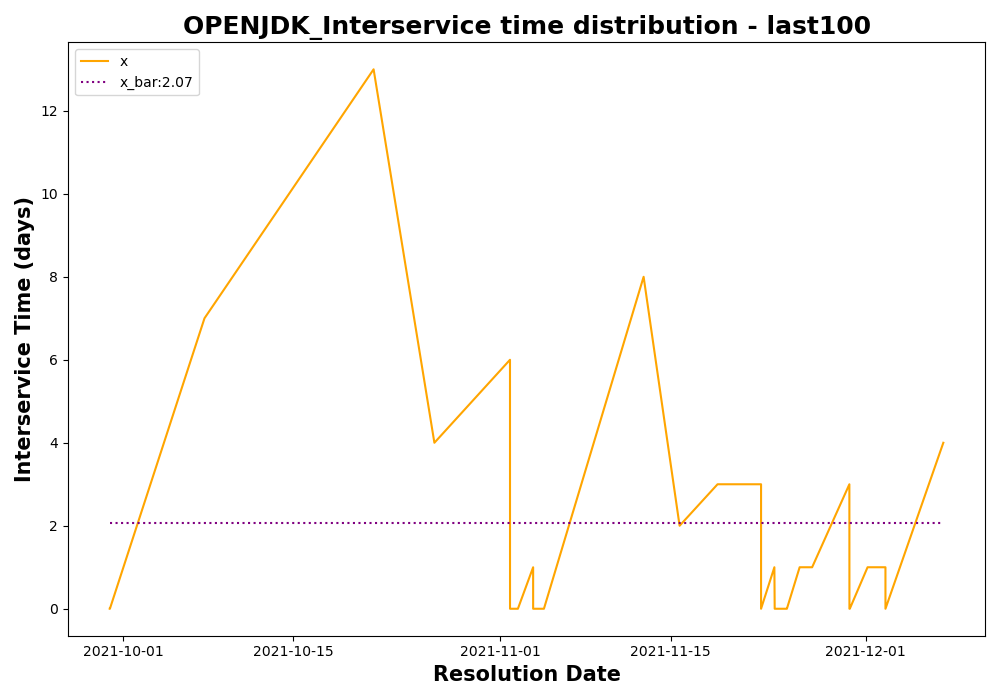 OPENJDK_Interservice time distribution - last100
x
x_bar:2.07
Interservice Time (days)
12
10
8
6
4
2
0
2021-10-01
2021-10-15
2021-11-01
2021-11-15
2021-12-01
Resolution Date